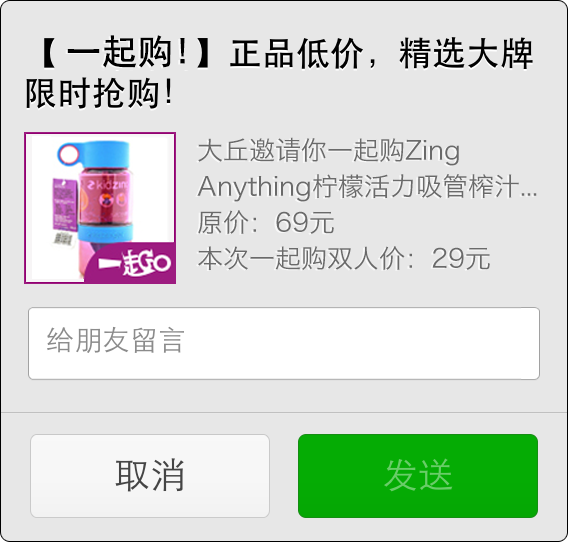 【一起购!】正品低价，精选大牌
限时抢购!
大丘邀请你一起购Zing
Anything柠檬活力吸管榨汁...
原价：69元
本次一起购双人价：29元
KIDZING
一起GO
给朋友留言
取消
发送